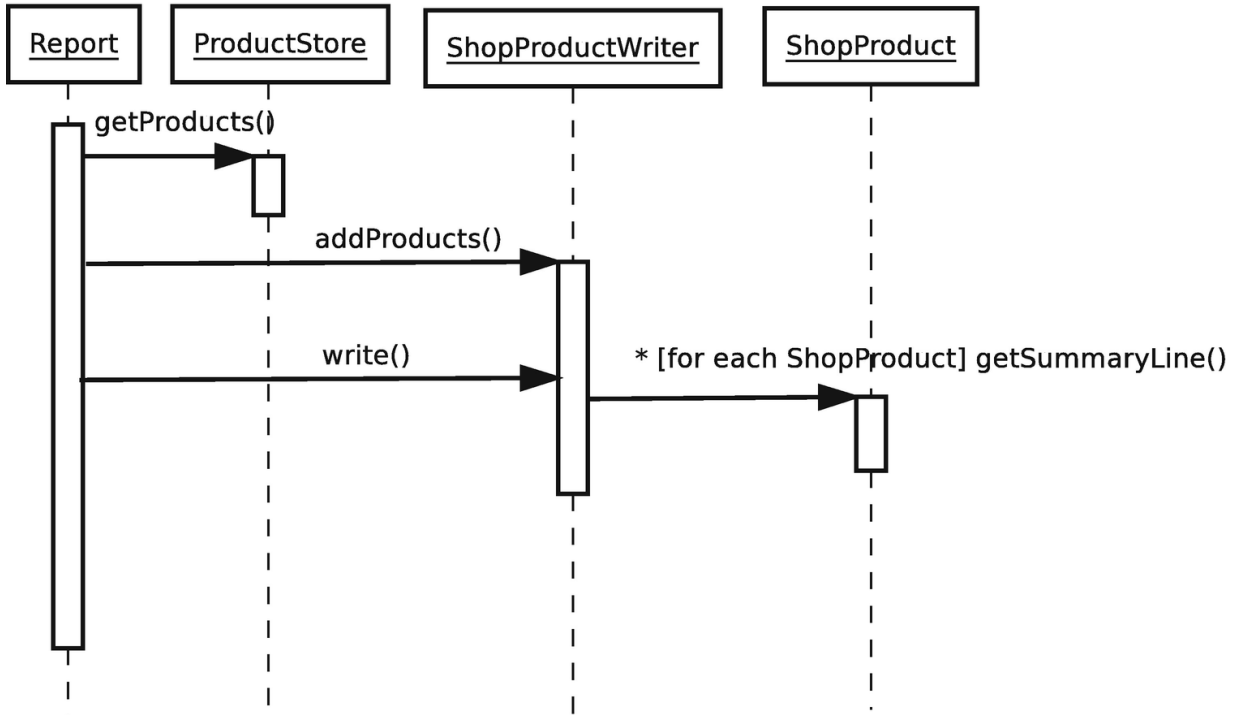 Report
ProductStore
ShopProductWriter
ShopProduct
getProducts()
addProducts()
write()
* [for each ShopProduct] getSummaryLine()